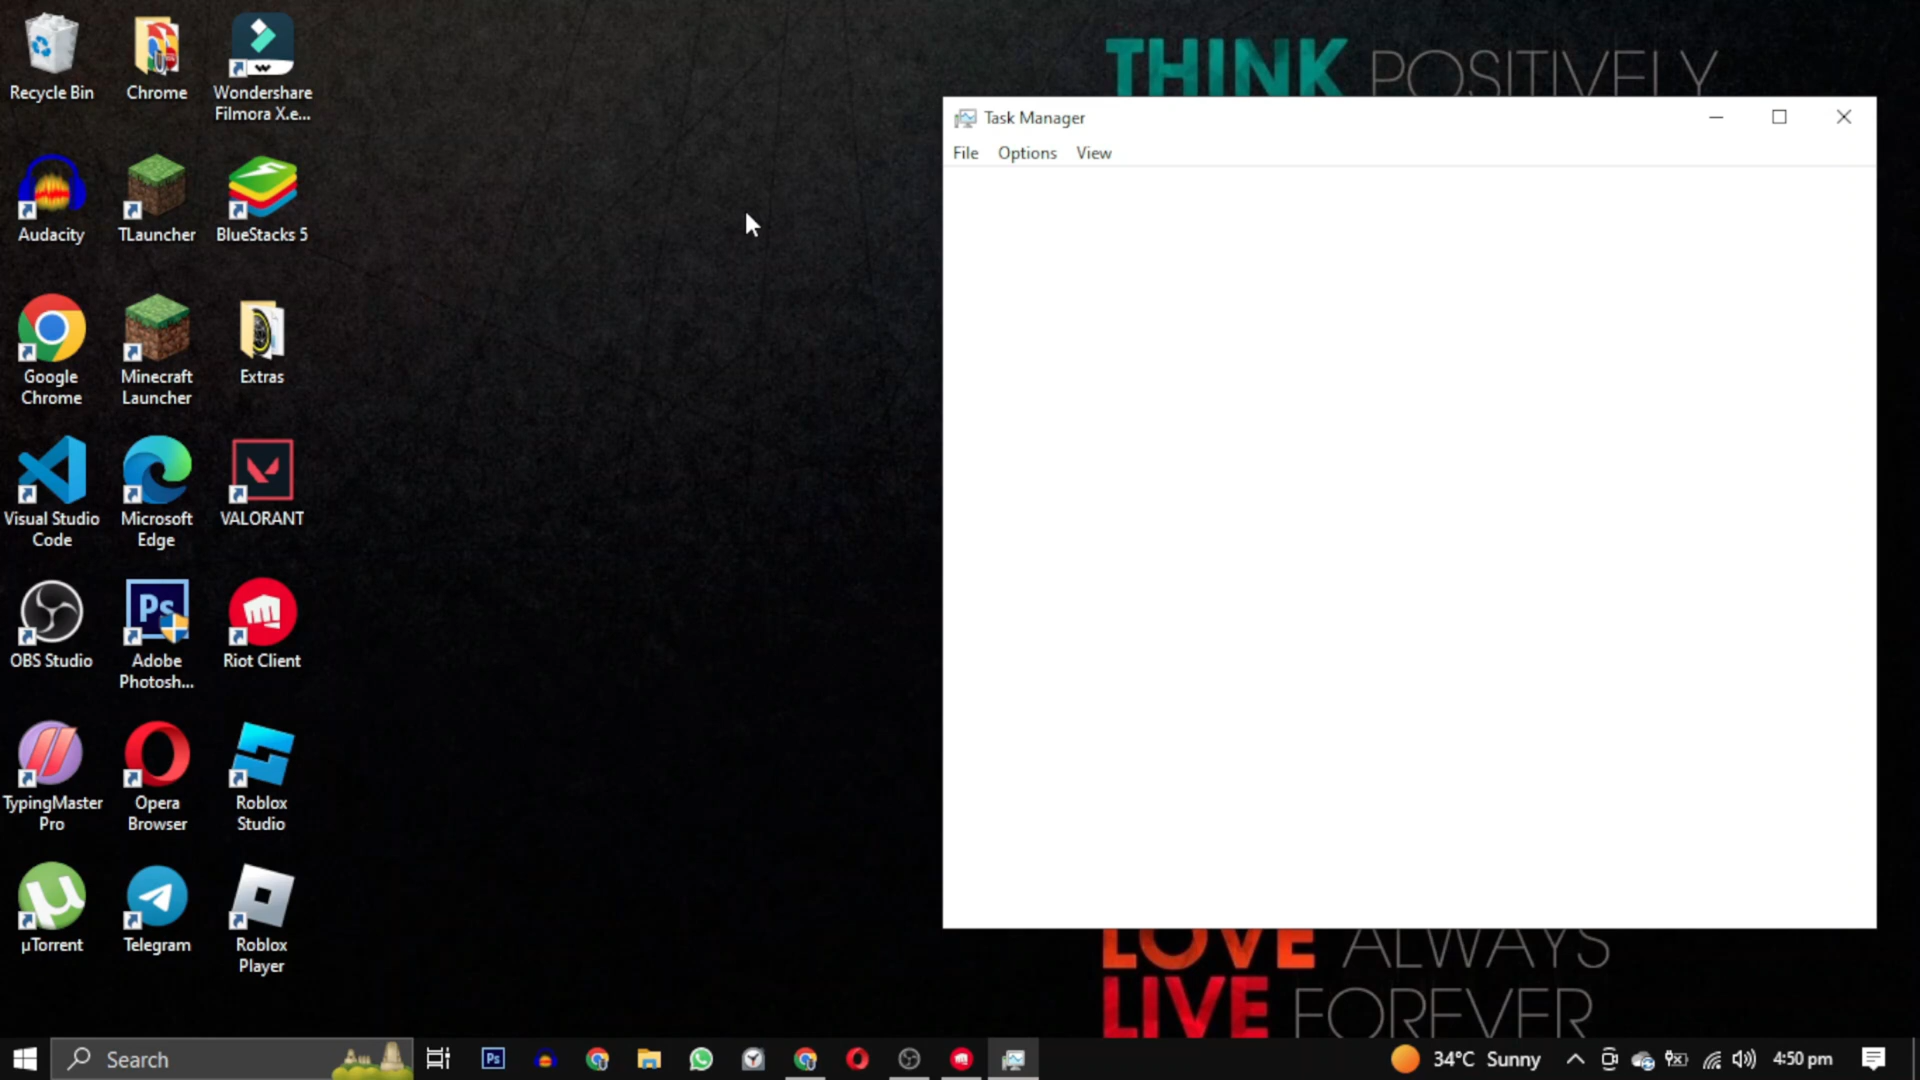 Recycle Bin
Chrome
Wondershare
Filmora X.e...
Audacity
TLauncher
BlueStacks 5
Google
Chrome
Minecraft
Launcher
Extras
Visual Studio
Code
Microsoft
Edge
VALORANT
OBS Studio
Ps
Adobe
Photosh...
Riot Client
TypingMaster
Pro
Opera
Browser
Roblox
Studio
µTorrent
Telegram
Roblox
Player
THINK POSITIVELY
Task Manager
File Options View
LOVE ALWAYS
LIVE FOREVER
Search
Ps
34°C Sunny
4:50 pm